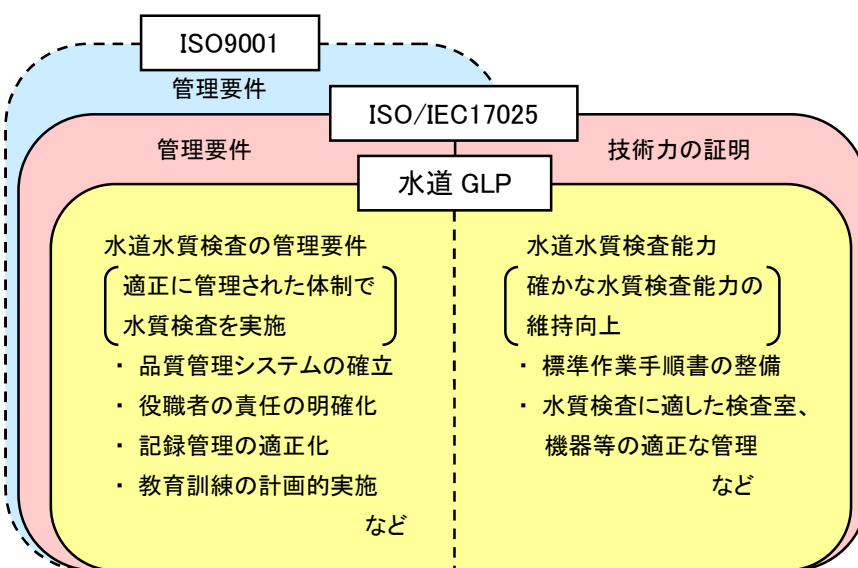 ISO9001
管理要件
ISO/IEC17025
管理要件
技術力の証明
水道 GLP
水道水質検査の管理要件
適正に管理された体制で
水質検査を実施
・ 品質管理システムの確立
・ 役職者の責任の明確化
・ 記録管理の適正化
・ 教育訓練の計画的実施
など
水道水質検査能力
確かな水質検査能力の
維持向上
・ 標準作業手順書の整備
・ 水質検査に適した検査室、
機器等の適正な管理
など